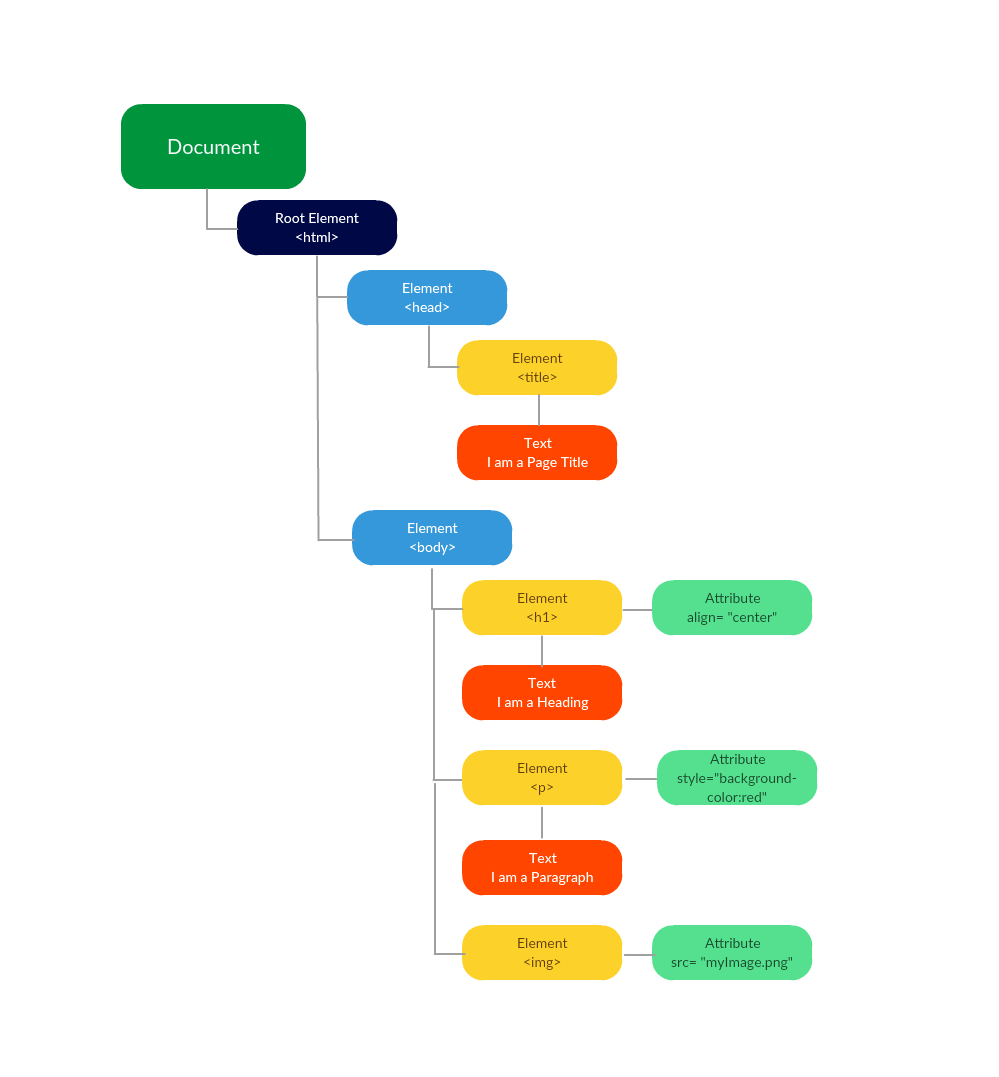 Document
Root Element
<html>
Element
<head>
Element
<title>
Text
I am a Page Title
Element
<body>
Element
<h1>
Attribute
align= "center"
Text
I am a Heading
Element
<p>
Attribute
style="background-
color:red"
Text
I am a Paragraph
Element
<img>
Attribute
src= "myImage.png"